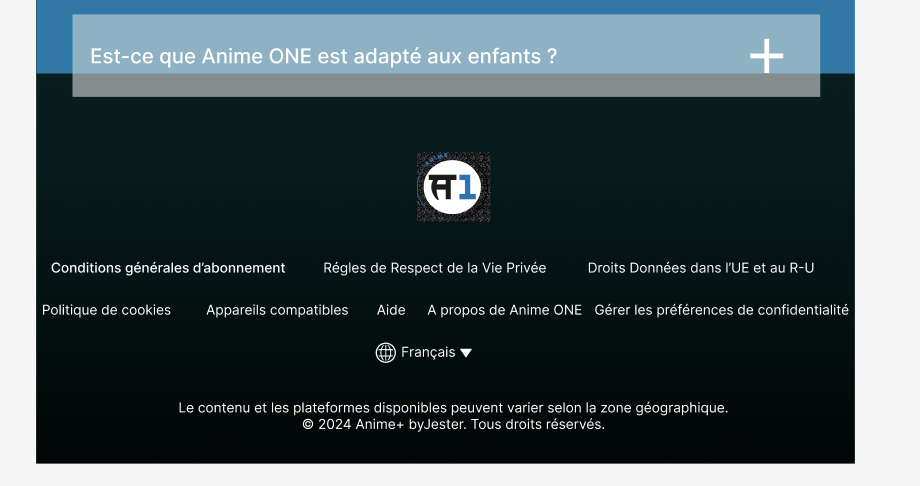 Est-ce que Anime ONE est adapté aux enfants ?
ANIME
A1
Conditions générales d'abonnement Régles de Respect de la Vie Privée Droits Données dans l'UE et au R-U
Politique de cookies Appareils compatibles Aide A propos de Anime ONE Gérer les préférences de confidentialité
Français
Le contenu et les plateformes disponibles peuvent varier selon la zone géographique.
© 2024 Anime+ byJester. Tous droits réservés.